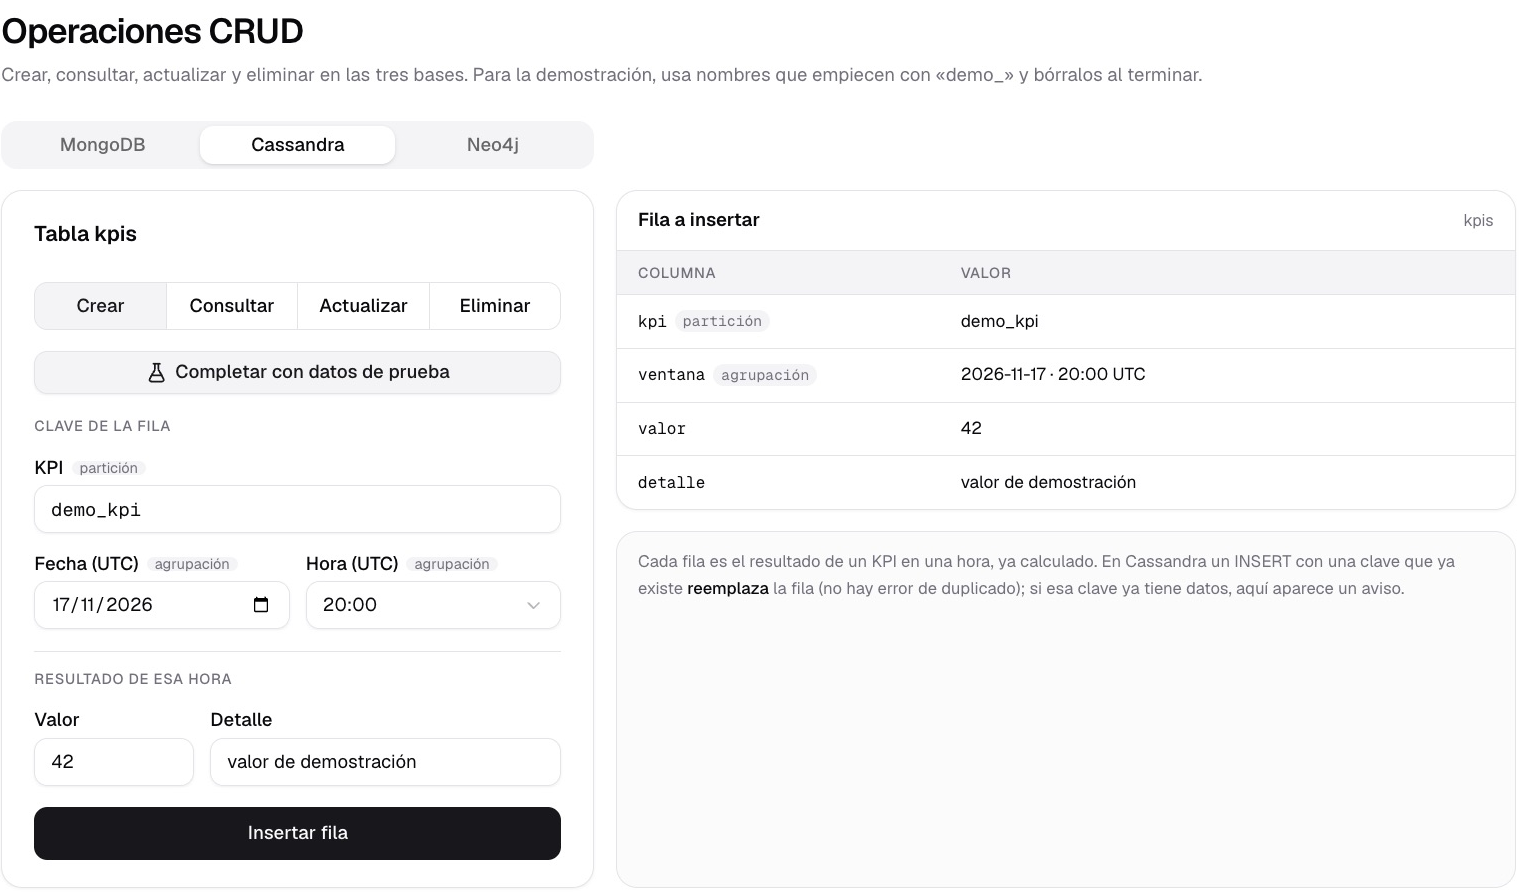 Operaciones CRUD
Crear, consultar, actualizar y eliminar en las tres bases. Para la demostración, usa nombres que empiecen con «demo_» y bórralos al terminar.
MongoDB
Cassandra
Neo4j
Tabla kpis
Crear
Consultar
Actualizar
Eliminar
Completar con datos de prueba
CLAVE DE LA FILA
KPI partición
demo_kpi
Fecha (UTC) agrupación
Hora (UTC) agrupación
17/11/2026
20:00
RESULTADO DE ESA HORA
Valor
Detalle
42
valor de demostración
Insertar fila
Fila a insertar
kpis
COLUMNA
VALOR
kpi partición
demo_kpi
ventana agrupación
2026-11-17 · 20:00 UTC
valor
42
detalle
valor de demostración
Cada fila es el resultado de un KPI en una hora, ya calculado. En Cassandra un INSERT con una clave que ya
existe reemplaza la fila (no hay error de duplicado); si esa clave ya tiene datos, aquí aparece un aviso.